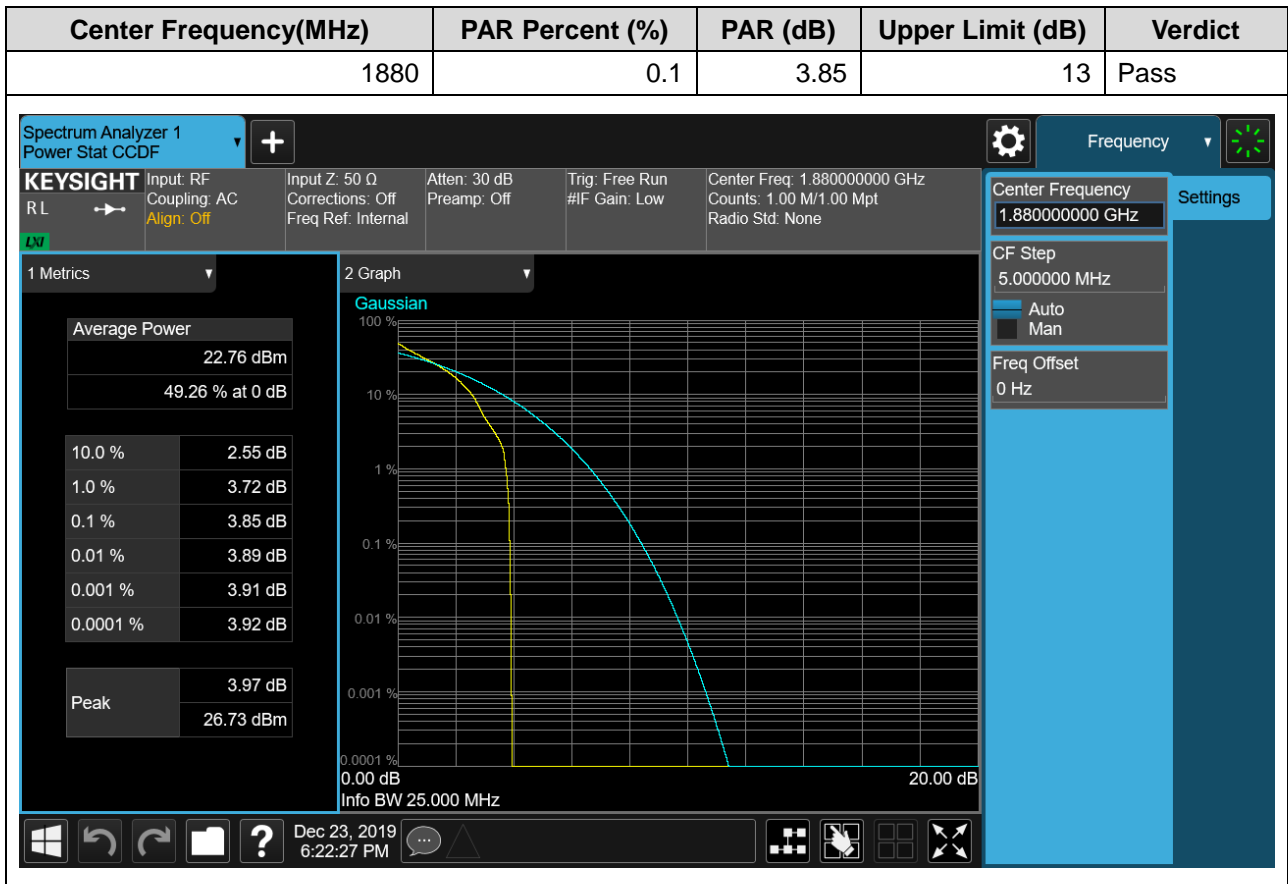 Center Frequency(MHz) PAR Percent (%) PAR (dB) Upper Limit (dB) Verdict
1880 0.1 3.85 13 Pass
Spectrum Analyzer 1
Power Stat CCDF
Frequency
KEYSIGHT
R L
LXI
Input: RF
Coupling: AC
Align: Off
Input Z: 50 Ω
Corrections: Off
Freq Ref: Internal
Atten: 30 dB
Preamp: Off
Trig: Free Run
#IF Gain: Low
Center Freq: 1.880000000 GHz
Counts: 1.00 M/1.00 Mpt
Radio Std: None
Center Frequency
1.880000000 GHz
Settings
CF Step
5.000000 MHz
Auto
Man
Freq Offset
0 Hz
1 Metrics
Average Power
22.76 dBm
49.26 % at 0 dB
10.0 % 2.55 dB
1.0 % 3.72 dB
0.1 % 3.85 dB
0.01 % 3.89 dB
0.001 % 3.91 dB
0.0001 % 3.92 dB
Peak
3.97 dB
26.73 dBm
2 Graph
Gaussian
100 %
10 %
1 %
0.1 %
0.01 %
0.001 %
0.0001 %
0.00 dB 20.00 dB
Info BW 25.000 MHz
?
Dec 23, 2019
6:22:27 PM